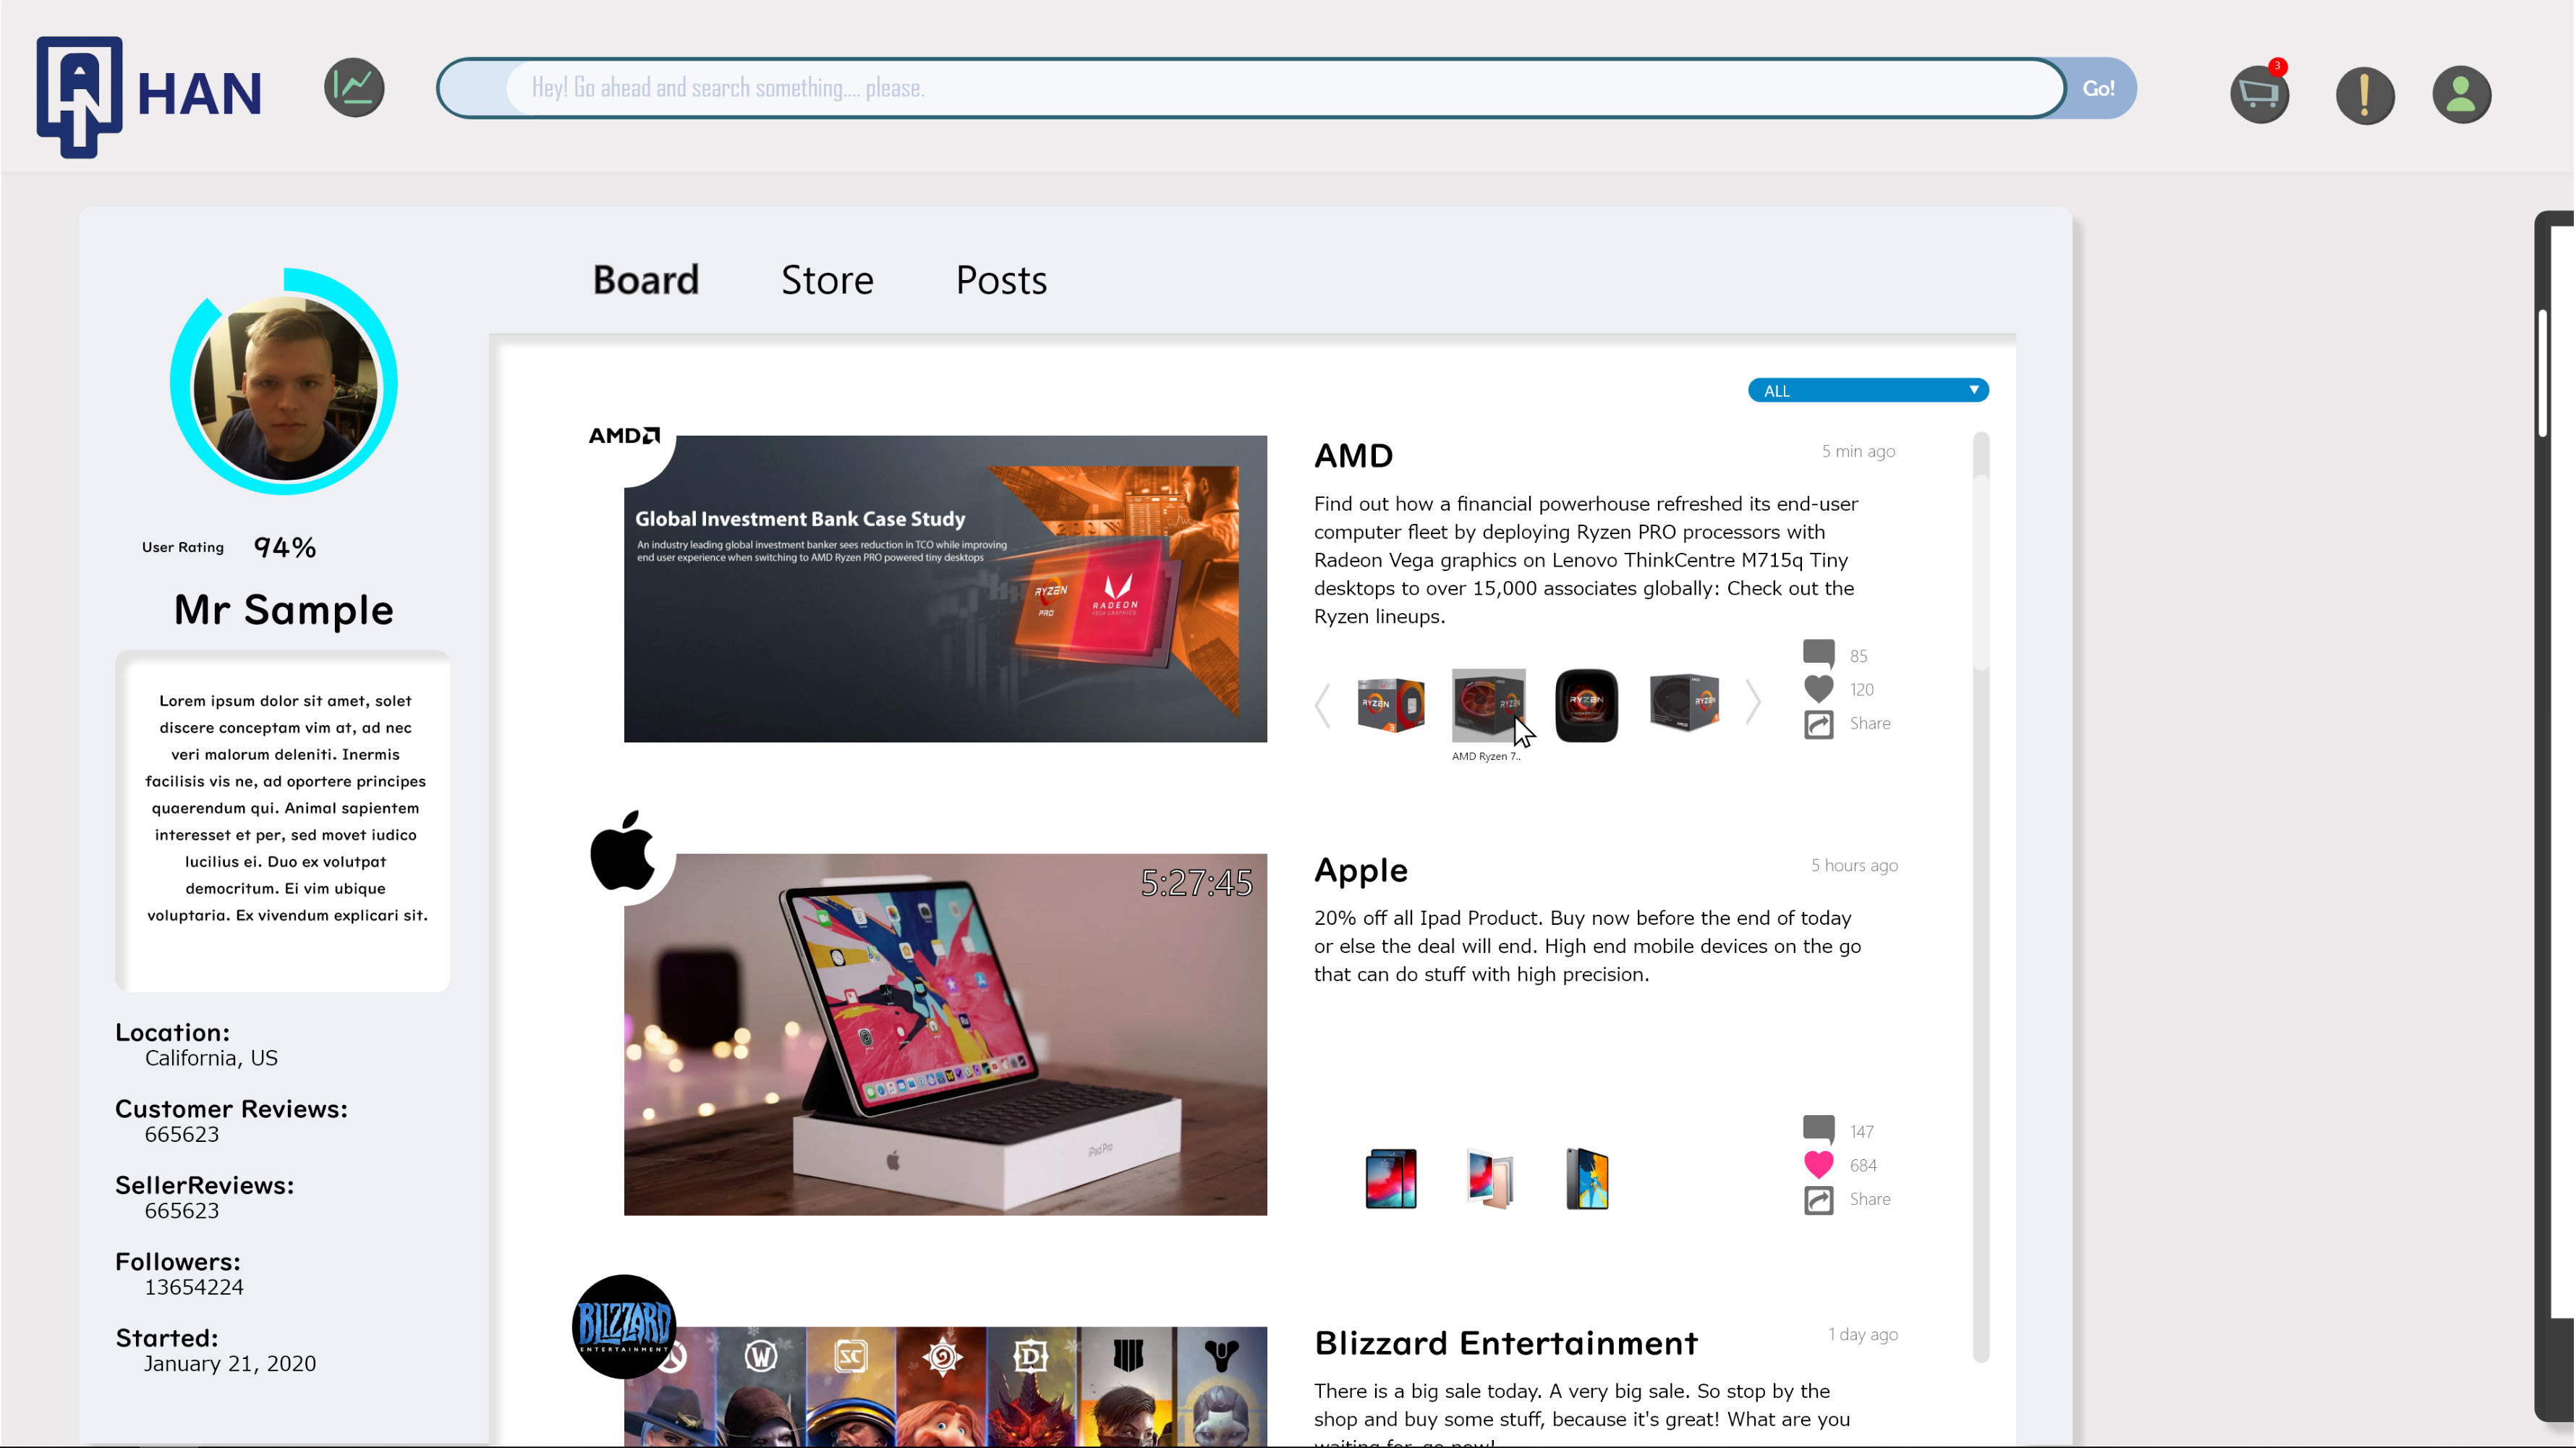 HAN
Hey! Go ahead and search something.... please.
Go!
3
Board
Store
Posts
User Rating
94%
Mr Sample
Lorem ipsum dolor sit amet, solet
discere conceptam vim at, ad nec
veri malorum deleniti. Inermis
facilisis vis ne, ad oportere principes
quaerendum qui. Animal sapientem
interesset et per, sed movet iudico
lucilius ei. Duo ex volutpat
democritum. Ei vim ubique
voluptaria. Ex vivendum explicari sit.
Location:
California, US
Customer Reviews:
665623
SellerReviews:
665623
Followers:
13654224
Started:
January 21, 2020
ALL
AMD
Global Investment Bank Case Study
An industry leading global investment banker sees reduction in TCO while improving
end user experience when switching to AMD Ryzen PRO powered tiny desktops
RYZEN
PRO
RADEON
VEGA GRAPHICS
AMD
5 min ago
Find out how a financial powerhouse refreshed its end-user
computer fleet by deploying Ryzen PRO processors with
Radeon Vega graphics on Lenovo ThinkCentre M715q Tiny
desktops to over 15,000 associates globally: Check out the
Ryzen lineups.
RYZEN
RYZEN
RYZEN
RYZEN
AMD Ryzen 7..
85
120
Share
5:27:45
iPad Pro
Apple
5 hours ago
20% off all Ipad Product. Buy now before the end of today
or else the deal will end. High end mobile devices on the go
that can do stuff with high precision.
147
684
Share
BLIZZARD
ENTERTAINMENT
W
SC
D
Blizzard Entertainment
1 day ago
There is a big sale today. A very big sale. So stop by the
shop and buy some stuff, because it's great! What are you
waiting for, go now!